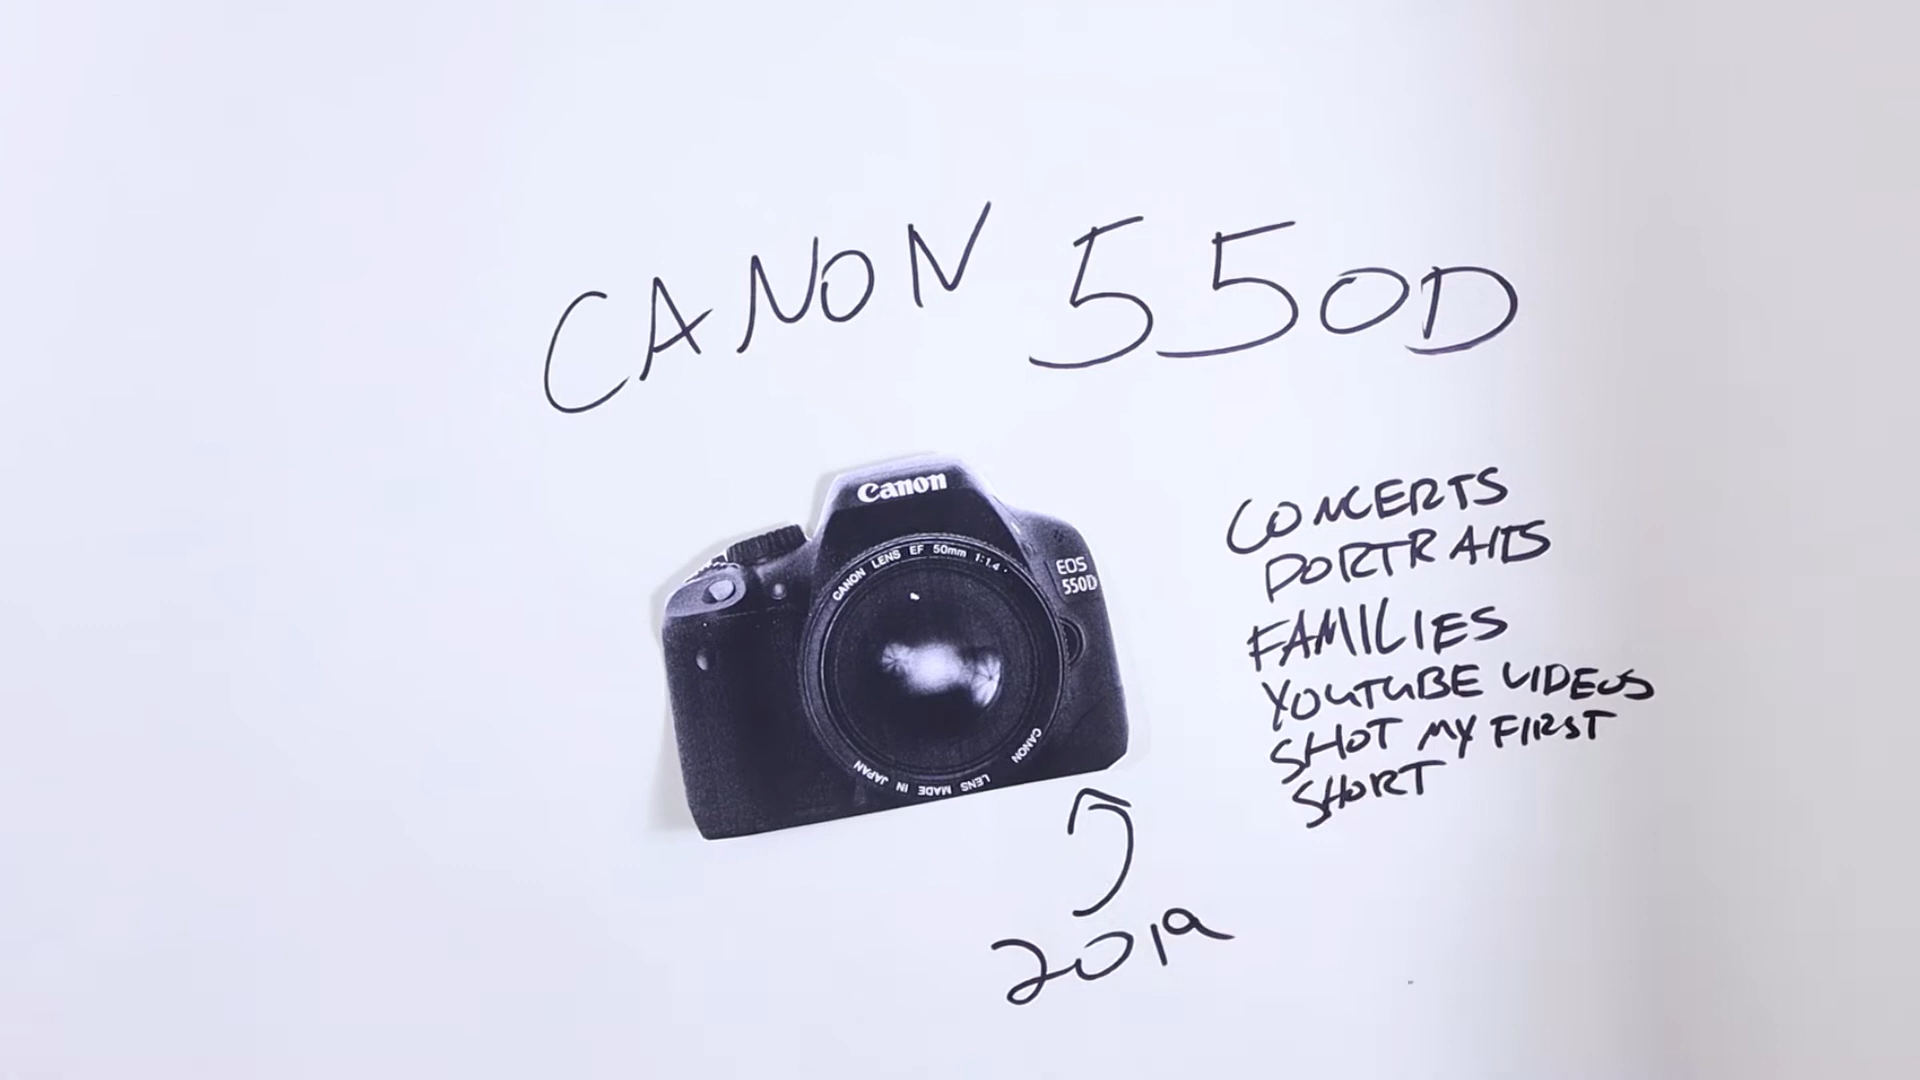 CANON 550D
Canon
CANON LENS EF 50mm 1:1.4
EOS
550D
CANON LENS MADE IN JAPAN
CONCERTS
PORTRAITS
FAMILIES
YOUTUBE VIDEOS
SHOT MY FIRST
SHORT
2019